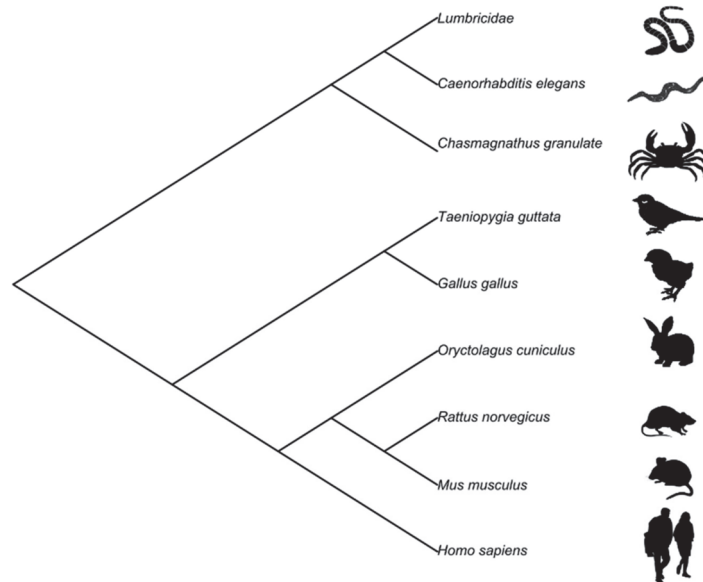 Lumbricidae
Caenorhabditis elegans
Chasmagnathus granulate
Taeniopygia guttata
Gallus gallus
Oryctolagus cuniculus
Rattus norvegicus
Mus musculus
Homo sapiens